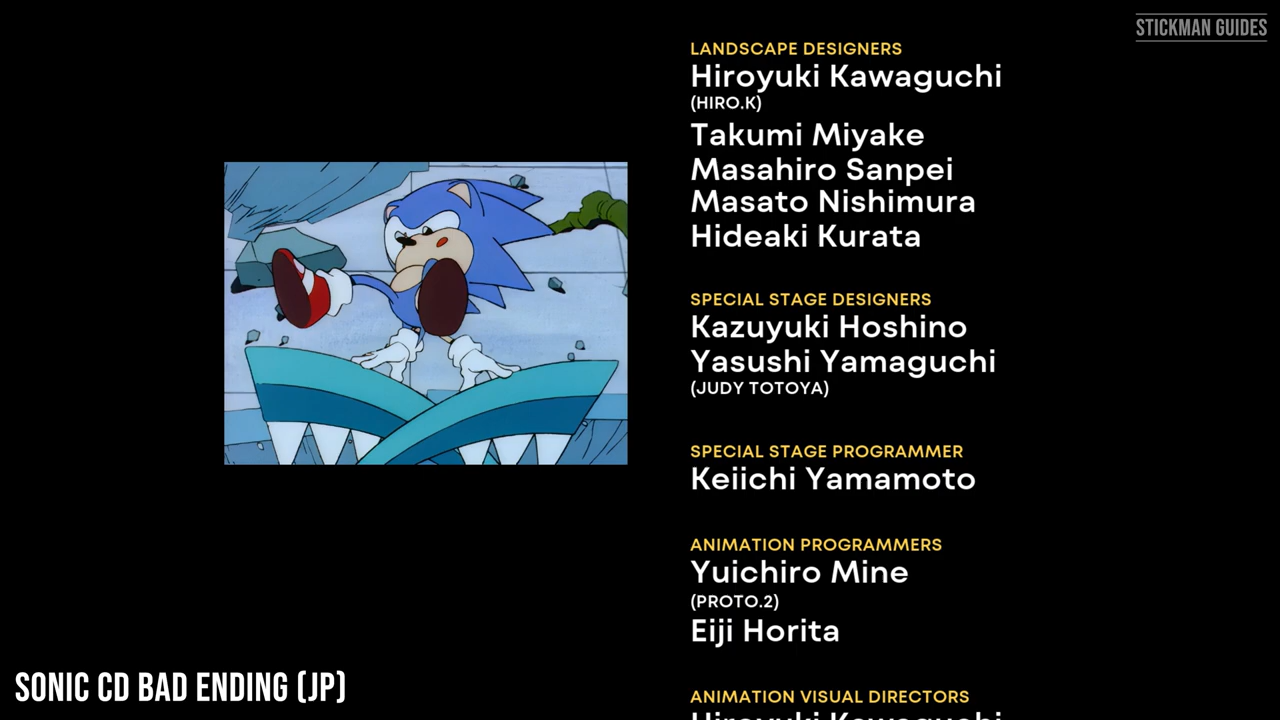 STICKMAN GUIDES
LANDSCAPE DESIGNERS
Hiroyuki Kawaguchi
(HIRO.K)
Takumi Miyake
Masahiro Sanpei
Masato Nishimura
Hideaki Kurata
SPECIAL STAGE DESIGNERS
Kazuyuki Hoshino
Yasushi Yamaguchi
(JUDY TOTOYA)
SPECIAL STAGE PROGRAMMER
Keiichi Yamamoto
ANIMATION PROGRAMMERS
Yuichiro Mine
(PROTO.2)
Eiji Horita
ANIMATION VISUAL DIRECTORS
Hiroyuki Kawaguchi
SONIC CD BAD ENDING (JP)